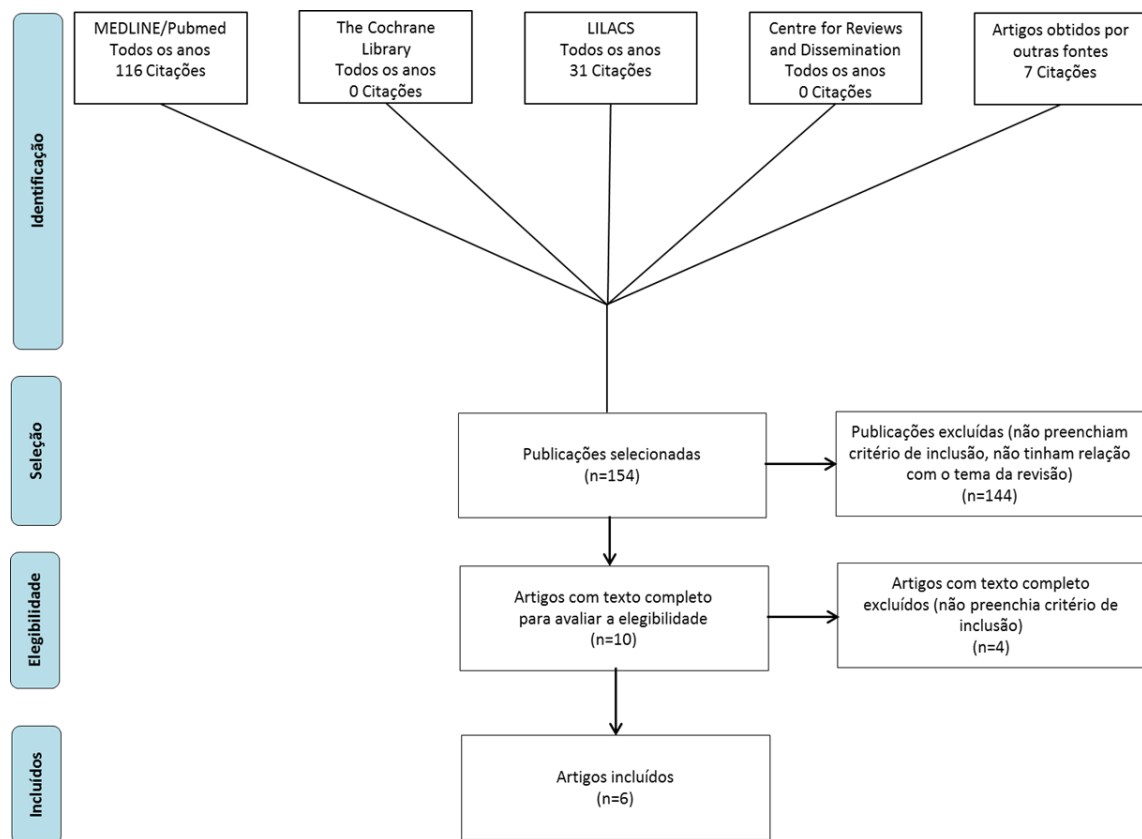 Identificação
MEDLINE/Pubmed
Todos os anos
116 Citações
The Cochrane
Library
Todos os anos
0 Citações
LILACS
Todos os anos
31 Citações
Centre for Reviews
and Dissemination
Todos os anos
0 Citações
Artigos obtidos por
outras fontes
7 Citações
Seleção
Publicações selecionadas
(n=154)
Publicações excluídas (não preenchiam
critério de inclusão, não tinham relação
com o tema da revisão)
(n=144)
Elegibilidade
Artigos com texto completo
para avaliar a elegibilidade
(n=10)
Artigos com texto completo
excluídos (não preenchia critério de
inclusão)
(n=4)
Incluídos
Artigos incluídos
(n=6)